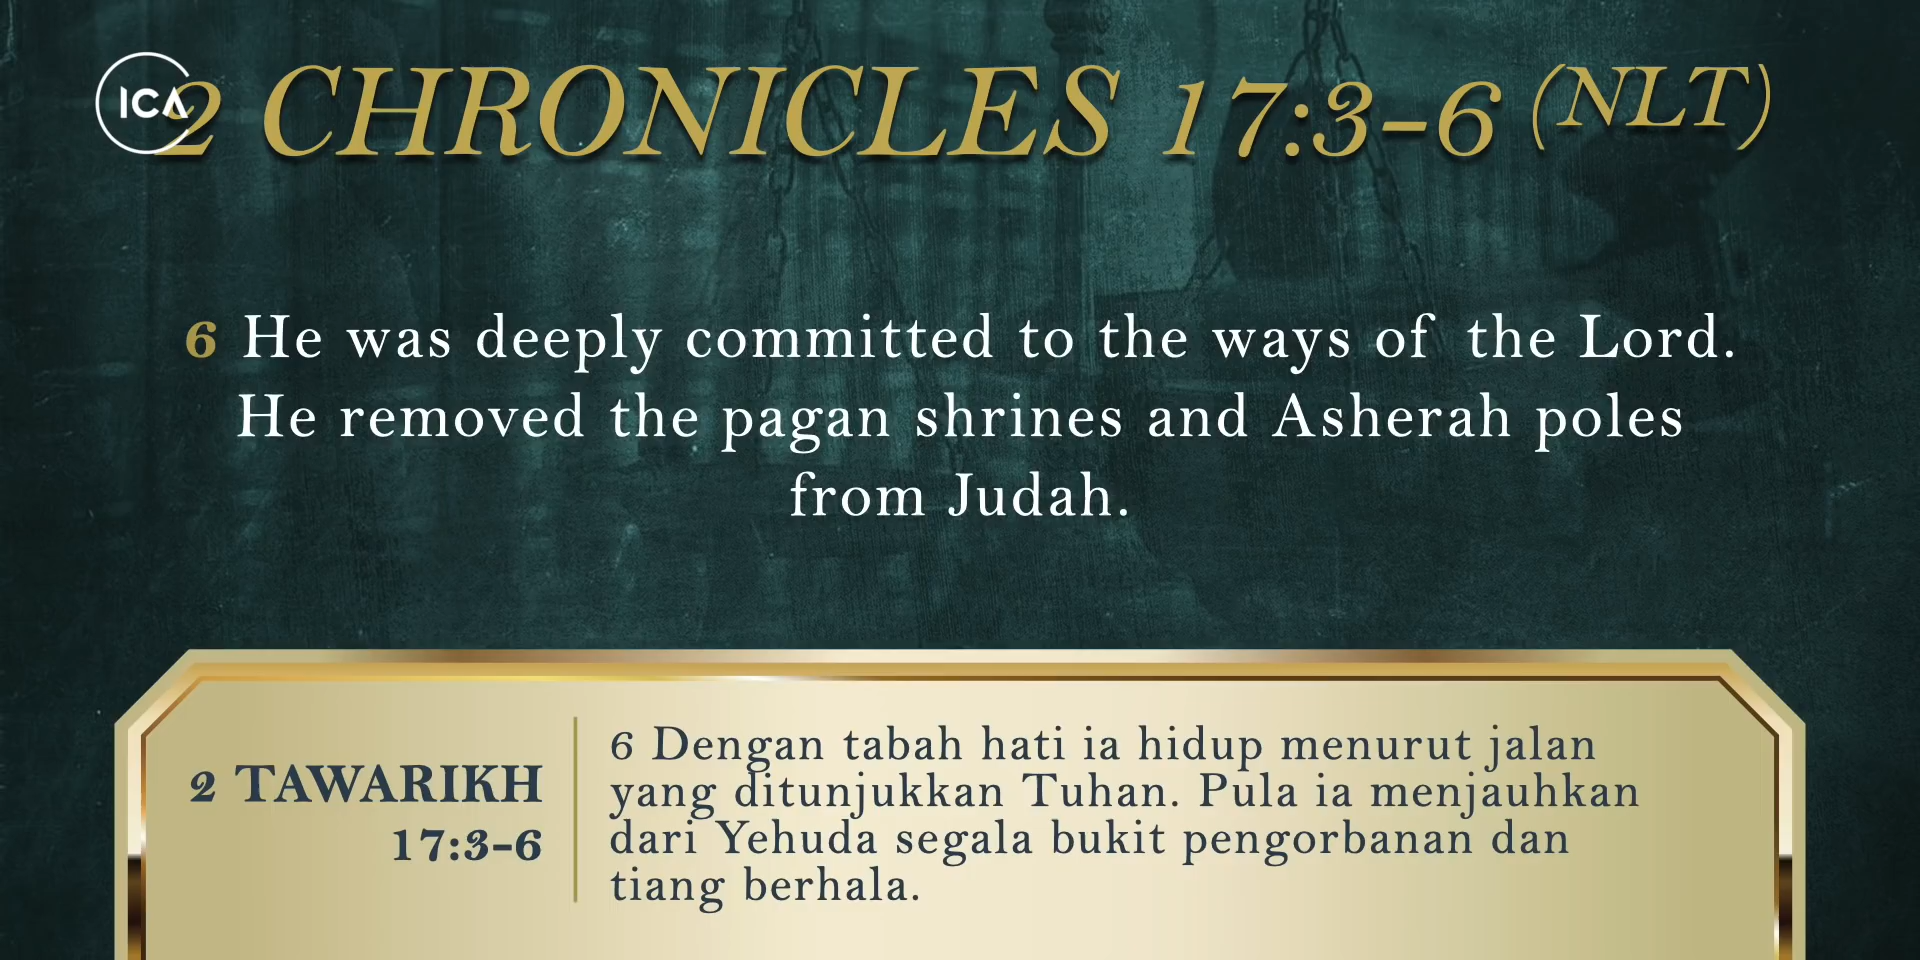 ICA
2 CHRONICLES 17:3-6 (NLT)
6 He was deeply committed to the ways of the Lord.
He removed the pagan shrines and Asherah poles
from Judah.
2 TAWARIKH
17:3-6
6 Dengan tabah hati ia hidup menurut jalan
yang ditunjukkan Tuhan. Pula ia menjauhkan
dari Yehuda segala bukit pengorbanan dan
tiang berhala.